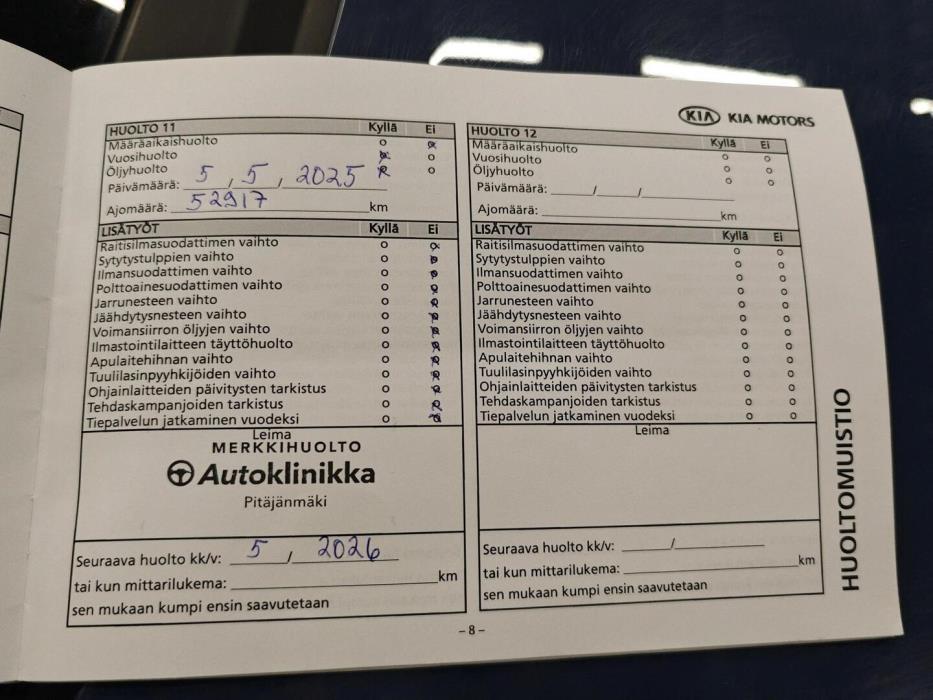 KIA KIA MOTORS
HUOLTO 11 Kyllä Ei
Määräaikaishuolto
Vuosihuolto
Öljyhuolto
Päivämäärä: 5 , 5 , 2025
Ajomäärä: 52917 km
LISÄTYÖT Kyllä Ei
Raitisilmasuodattimen vaihto
Sytytystulppien vaihto
Ilmansuodattimen vaihto
Polttoainesuodattimen vaihto
Jarrunesteen vaihto
Jäähdytysnesteen vaihto
Voimansiirron öljyjen vaihto
Ilmastointilaitteen täyttöhuolto
Apulaitehihnan vaihto
Tuulilasinpyyhkijöiden vaihto
Ohjainlaitteiden päivitysten tarkistus
Tehdaskampanjoiden tarkistus
Tiepalvelun jatkaminen vuodeksi
Leima
MERKKIHUOLTO
Autoklinikka
Pitäjänmäki
Seuraava huolto kk/v: 5 / 2026
tai kun mittarilukema: km
sen mukaan kumpi ensin saavutetaan
HUOLTO 12 Kyllä Ei
Määräaikaishuolto
Vuosihuolto
Öljyhuolto
Päivämäärä: / /
Ajomäärä: km
LISÄTYÖT Kyllä Ei
Raitisilmasuodattimen vaihto
Sytytystulppien vaihto
Ilmansuodattimen vaihto
Polttoainesuodattimen vaihto
Jarrunesteen vaihto
Jäähdytysnesteen vaihto
Voimansiirron öljyjen vaihto
Ilmastointilaitteen täyttöhuolto
Apulaitehihnan vaihto
Tuulilasinpyyhkijöiden vaihto
Ohjainlaitteiden päivitysten tarkistus
Tehdaskampanjoiden tarkistus
Tiepalvelun jatkaminen vuodeksi
Leima
Seuraava huolto kk/v: /
tai kun mittarilukema: km
sen mukaan kumpi ensin saavutetaan
HUOLTOMUISTIO
– 8 –